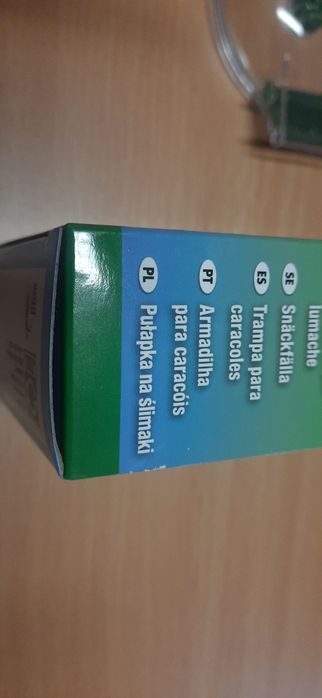 lumache
SE Snäckfälla
ES Trampa para
caracoles
PT Armadilha
para caracóis
PL Pułapka na ślimaki